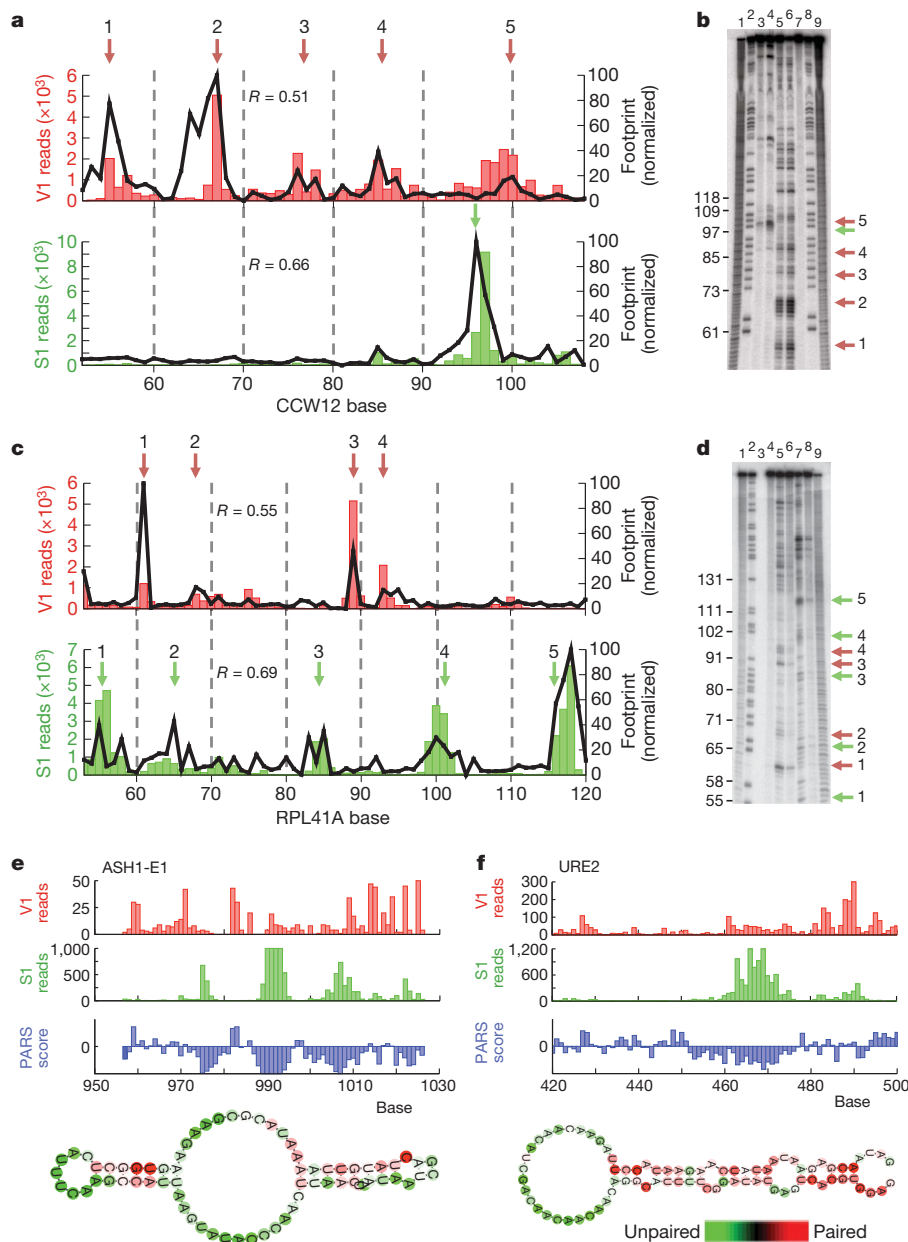 a
1 2 3 4 5
V1 reads (×10³)
6
5
4
3
2
1
0
R = 0.51
100
80
60
40
20
0
Footprint
(normalized)
S1 reads (×10³)
10
8
6
4
2
0
R = 0.66
100
80
60
40
20
0
Footprint
(normalized)
60 70 80 90 100
CCW12 base
b
1 2 3 4 5 6 7 8 9
118
109
97
85
73
61
5
4
3
2
1
c
1 2 3 4
V1 reads (×10³)
6
5
4
3
2
1
0
R = 0.55
100
80
60
40
20
0
Footprint
(normalized)
1 2 3 4 5
S1 reads (×10³)
7
6
5
4
3
2
1
0
R = 0.69
100
80
60
40
20
0
Footprint
(normalized)
60 70 80 90 100 110 120
RPL41A base
d
1 2 3 4 5 6 7 8 9
131
111
102
91
80
71
65
58
55
5
4
4
3
3
2
2
1
1
e
ASH1-E1
V1
reads
50
25
0
S1
reads
1,000
500
0
PARS
score
0
950 970 990 1010 1030
Base
f
URE2
V1
reads
300
200
100
0
S1
reads
1,200
600
0
PARS
score
0
420 440 460 480 500
Base
Unpaired Paired